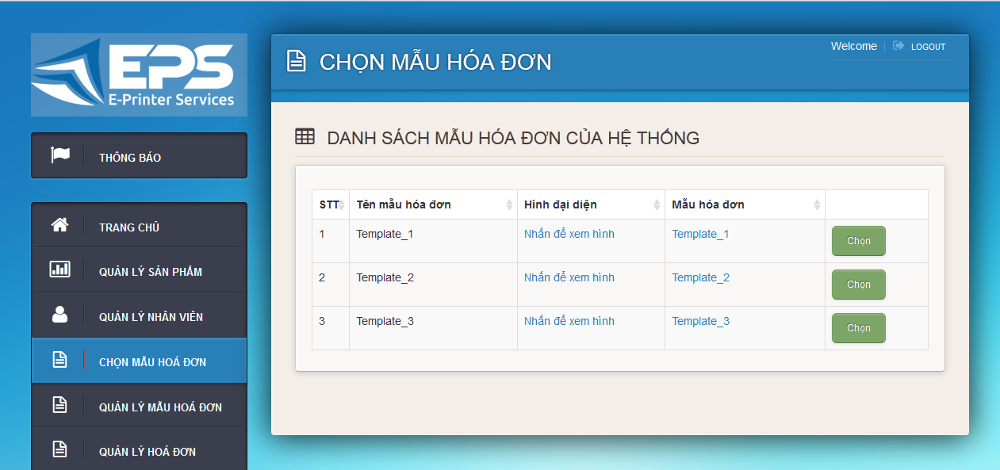 EPS
E-Printer Services
THÔNG BÁO
TRANG CHỦ
QUẢN LÝ SẢN PHẨM
QUẢN LÝ NHÂN VIÊN
CHỌN MẪU HOÁ ĐƠN
QUẢN LÝ MẪU HOÁ ĐƠN
QUẢN LÝ HOÁ ĐƠN
CHỌN MẪU HÓA ĐƠN
Welcome LOGOUT
DANH SÁCH MẪU HÓA ĐƠN CỦA HỆ THỐNG
STT Tên mẫu hóa đơn Hình đại diện Mẫu hóa đơn
1 Template_1 Nhấn để xem hình Template_1 Chọn
2 Template_2 Nhấn để xem hình Template_2 Chọn
3 Template_3 Nhấn để xem hình Template_3 Chọn